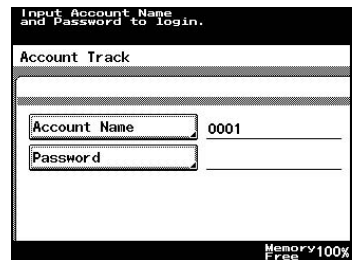 Input Account Name
and Password to login.
Account Track
Account Name 0001
Password
Memory 100%
Free